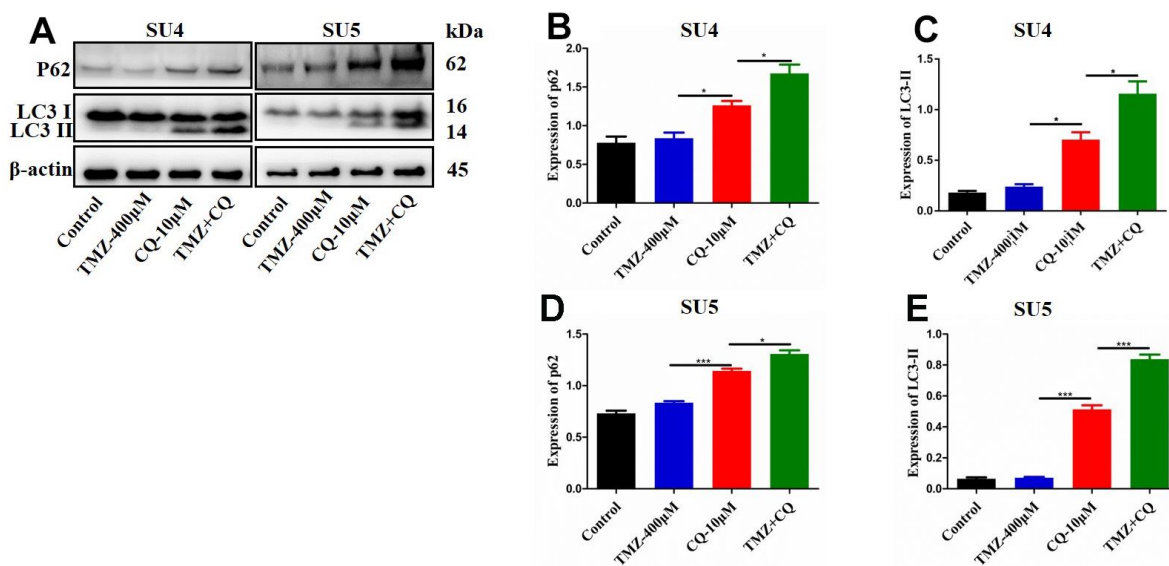 A
SU4
SU5
kDa
P62
62
LC3 I
16
LC3 II
14
β-actin
45
Control
TMZ-400μM
CQ-10μM
TMZ+CQ
Control
TMZ-400μM
CQ-10μM
TMZ+CQ
B
SU4
Expression of p62
2.0
1.5
1.0
0.5
0.0
*
*
Control
TMZ-400μM
CQ-10μM
TMZ+CQ
C
SU4
Expression of LC3-II
1.5
1.0
0.5
0.0
*
*
Control
TMZ-400¡ÌM
CQ-10¡ÌM
TMZ+CQ
D
SU5
Expression of p62
1.5
1.0
0.5
0.0
***
*
Control
TMZ-400μM
CQ-10μM
TMZ+CQ
E
SU5
Expression of LC3-II
1.0
0.8
0.6
0.4
0.2
0.0
***
***
Control
TMZ-400μM
CQ-10μM
TMZ+CQ